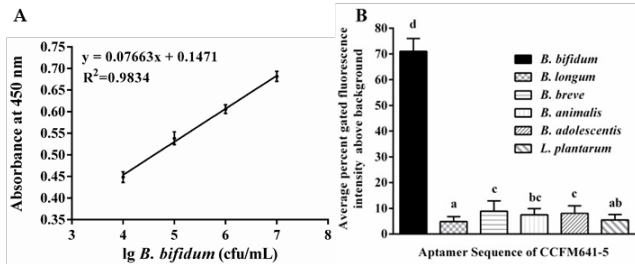 A
y = 0.07663x + 0.1471
R²=0.9834
Absorbance at 450 nm
0.75
0.70
0.65
0.60
0.55
0.50
0.45
0.40
0.35
3 4 5 6 7 8
lg B. bifidum (cfu/mL)
B
Average percent gated fluorescence
intensity above background
80
70
60
50
40
30
20
10
0
d
a
c
bc
c
ab
B. bifidum
B. longum
B. breve
B. animalis
B. adolescentis
L. plantarum
Aptamer Sequence of CCFM641-5